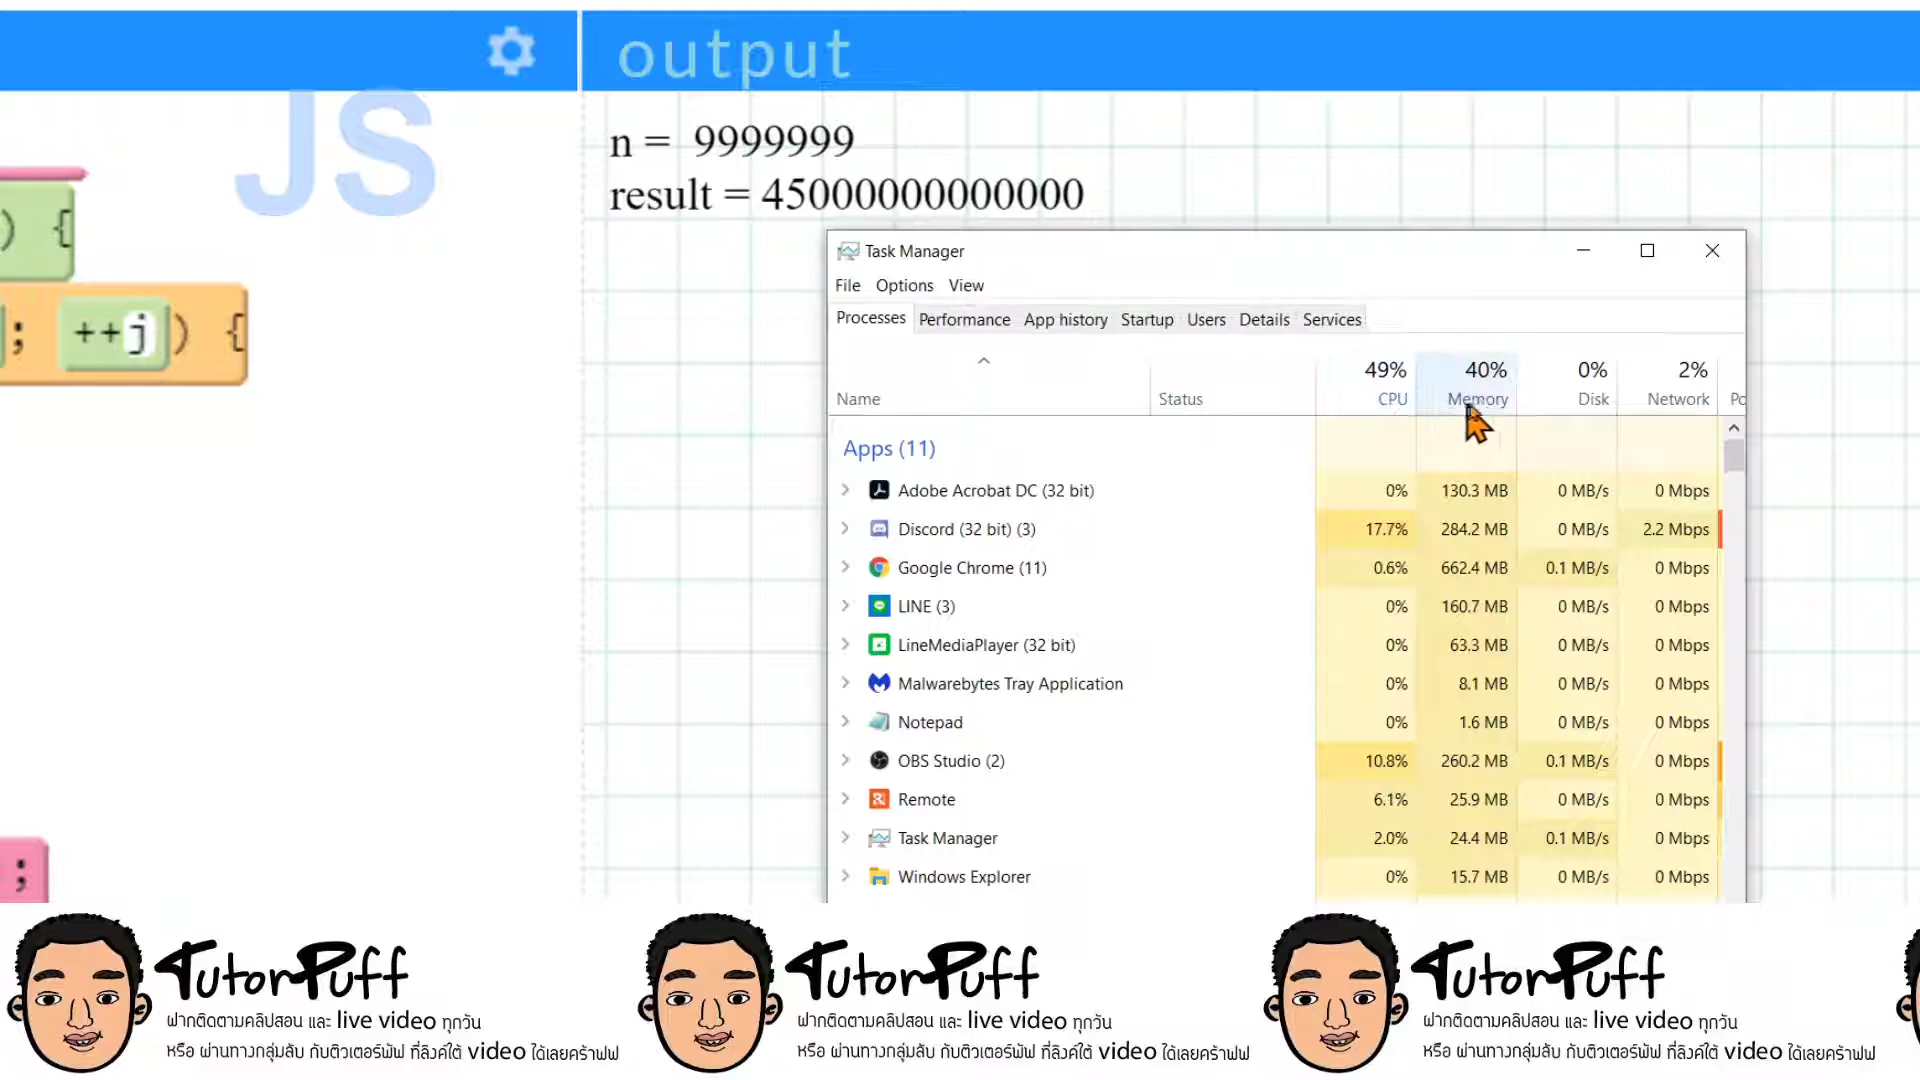 output
JS
n = 9999999
result = 45000000000000
) {
; ++j) {
;
Task Manager
File Options View
Processes Performance App history Startup Users Details Services
49% 40% 0% 2%
Name Status CPU Memory Disk Network Po
Apps (11)
Adobe Acrobat DC (32 bit) 0% 130.3 MB 0 MB/s 0 Mbps
Discord (32 bit) (3) 17.7% 284.2 MB 0 MB/s 2.2 Mbps
Google Chrome (11) 0.6% 662.4 MB 0.1 MB/s 0 Mbps
LINE (3) 0% 160.7 MB 0 MB/s 0 Mbps
LineMediaPlayer (32 bit) 0% 63.3 MB 0 MB/s 0 Mbps
Malwarebytes Tray Application 0% 8.1 MB 0 MB/s 0 Mbps
Notepad 0% 1.6 MB 0 MB/s 0 Mbps
OBS Studio (2) 10.8% 260.2 MB 0.1 MB/s 0 Mbps
Remote 6.1% 25.9 MB 0 MB/s 0 Mbps
Task Manager 2.0% 24.4 MB 0.1 MB/s 0 Mbps
Windows Explorer 0% 15.7 MB 0 MB/s 0 Mbps
TutorPuff TutorPuff TutorPuff
ฝากติดตามคลิปสอน และ live video ทุกวัน ฝากติดตามคลิปสอน และ live video ทุกวัน ฝากติดตามคลิปสอน และ live video ทุกวัน
หรือ ผ่านทางกลุ่มลับ กับติวเตอร์พัฟ ที่ลิงค์ใต้ video ได้เลยคร้าฟฟ หรือ ผ่านทางกลุ่มลับ กับติวเตอร์พัฟ ที่ลิงค์ใต้ video ได้เลยคร้าฟฟ หรือ ผ่านทางกลุ่มลับ กับติวเตอร์พัฟ ที่ลิงค์ใต้ video ได้เลยคร้าฟฟ